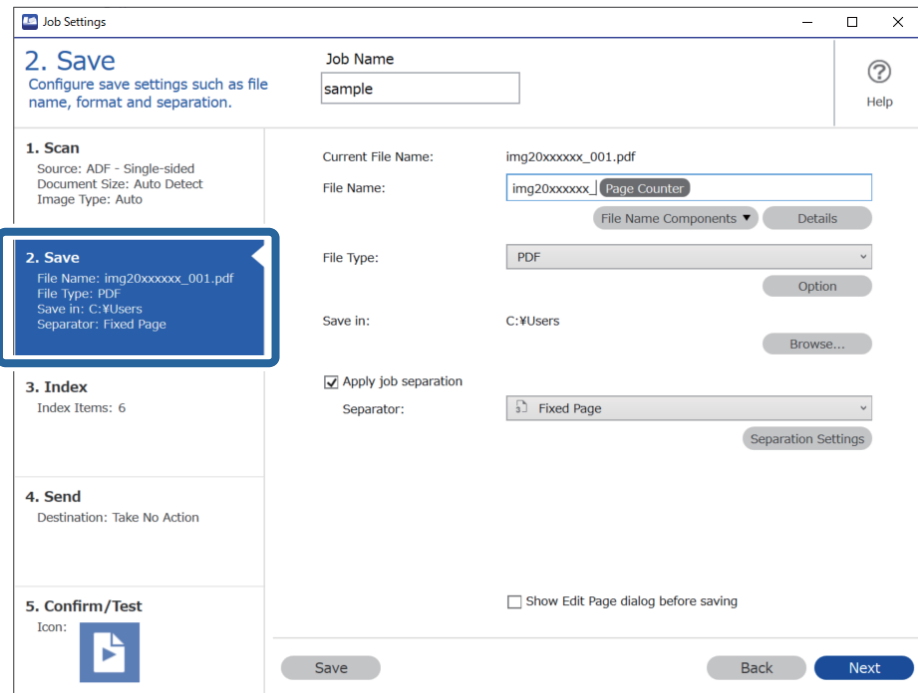 Job Settings
2. Save
Configure save settings such as file
name, format and separation.
Job Name
sample
?
Help
1. Scan
Source: ADF - Single-sided
Document Size: Auto Detect
Image Type: Auto
2. Save
File Name: img20xxxxxx_001.pdf
File Type: PDF
Save in: C:¥Users
Separator: Fixed Page
3. Index
Index Items: 6
4. Send
Destination: Take No Action
5. Confirm/Test
Icon:
Current File Name: img20xxxxxx_001.pdf
File Name: img20xxxxxx_ Page Counter
File Name Components ▼ Details
File Type: PDF
Option
Save in: C:¥Users
Browse...
Apply job separation
Separator: Fixed Page
Separation Settings
Show Edit Page dialog before saving
Save Back Next